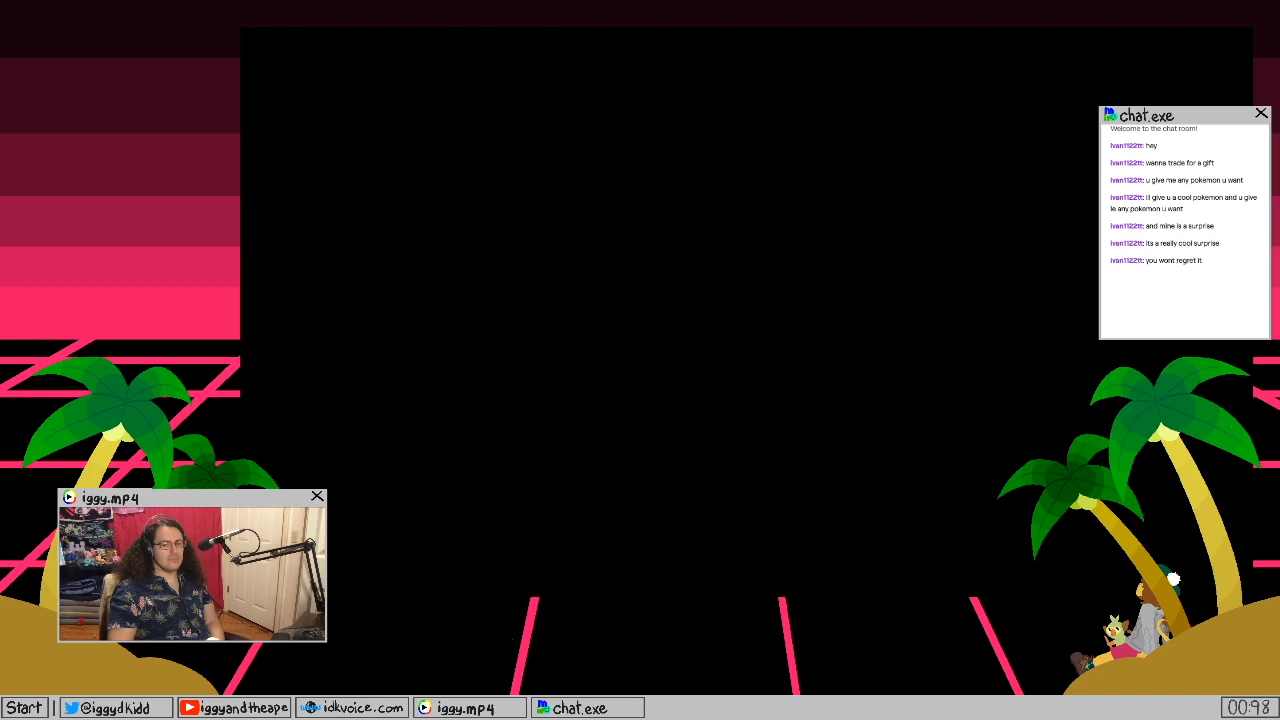 chat.exe
Welcome to the chat room!
ivan1122tt: hey
ivan1122tt: wanna trade for a gift
ivan1122tt: u give me any pokemon u want
ivan1122tt: ill give u a cool pokemon and u give
le any pokemon u want
ivan1122tt: and mine is a surprise
ivan1122tt: its a really cool surprise
ivan1122tt: you wont regret it
iggy.mp4
Start | @iggydkidd iggyandtheape idkvoice.com iggy.mp4 chat.exe 00:98